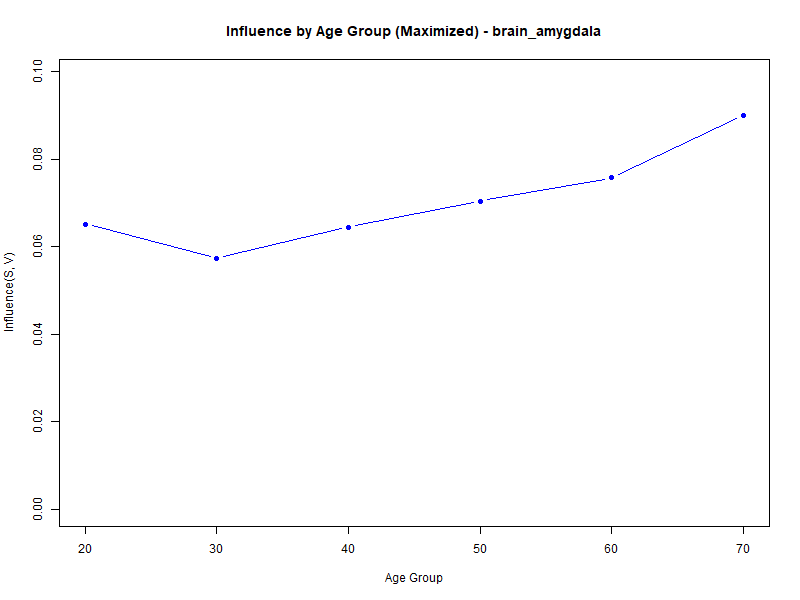 Influence by Age Group (Maximized) - brain_amygdala
0.10
0.08
0.06
0.04
0.02
0.00
Influence(S, V)
20 30 40 50 60 70
Age Group